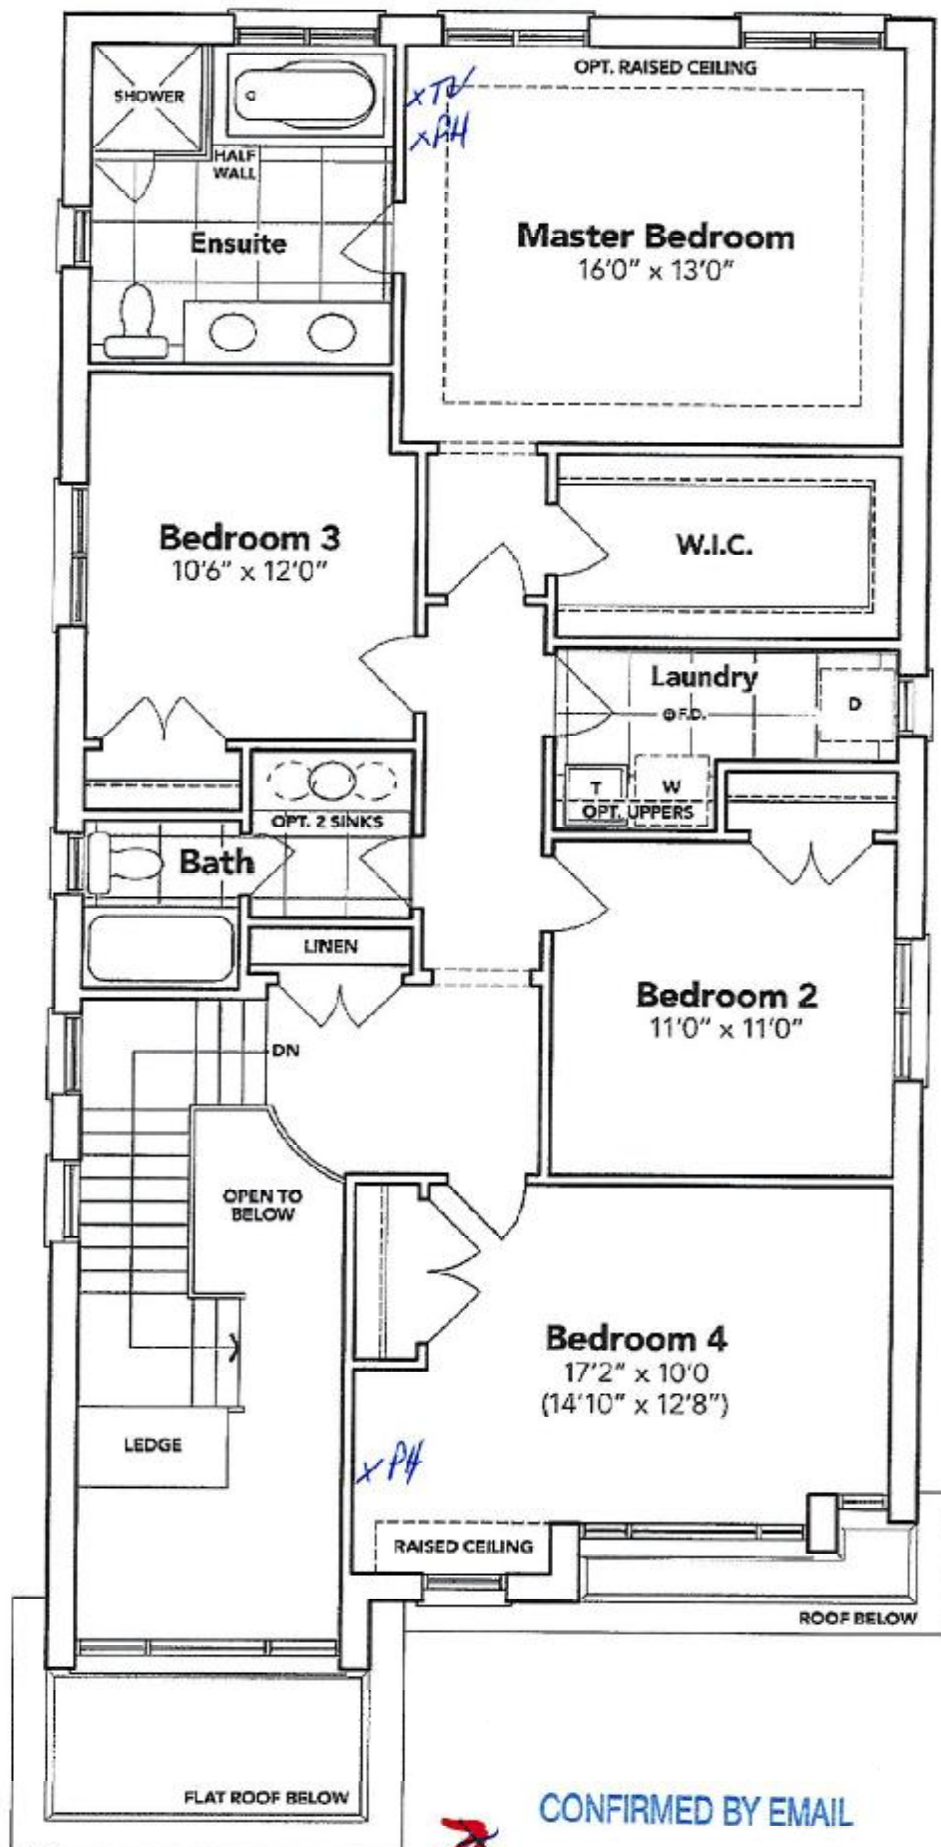 OPT. RAISED CEILING
SHOWER
x TV
x PH
HALF
WALL
Ensuite
Master Bedroom
16'0" x 13'0"
Bedroom 3
10'6" x 12'0"
W.I.C.
Laundry
F.D.
D
T
W
OPT. UPPERS
OPT. 2 SINKS
Bath
LINEN
Bedroom 2
11'0" x 11'0"
DN
OPEN TO
BELOW
Bedroom 4
17'2" x 10'0
(14'10" x 12'8")
LEDGE
x PH
RAISED CEILING
ROOF BELOW
FLAT ROOF BELOW
CONFIRMED BY EMAIL